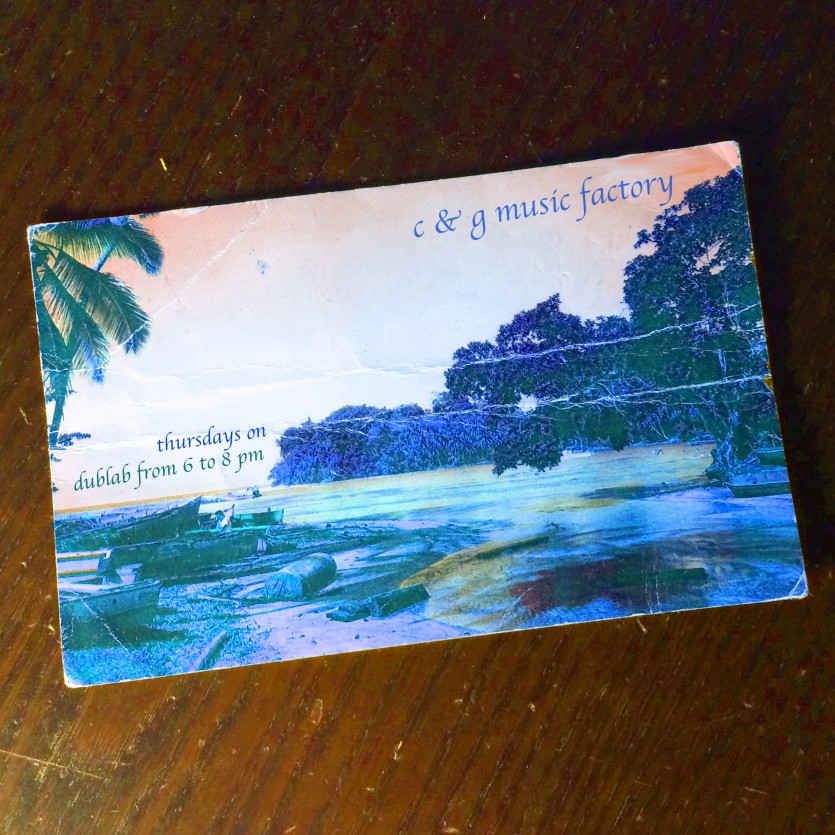 c & g music factory
thursdays on
dublab from 6 to 8 pm